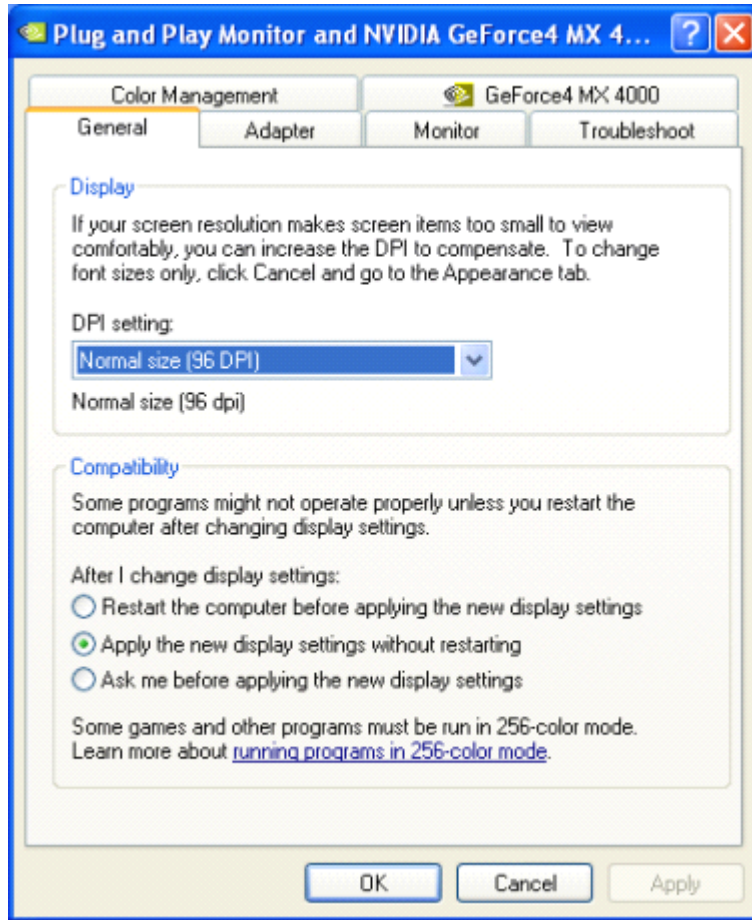 Plug and Play Monitor and NVIDIA GeForce4 MX 4...
Color Management
GeForce4 MX 4000
General
Adapter
Monitor
Troubleshoot
Display
If your screen resolution makes screen items too small to view
comfortably, you can increase the DPI to compensate.  To change
font sizes only, click Cancel and go to the Appearance tab.
DPI setting:
Normal size (96 DPI)
Normal size (96 dpi)
Compatibility
Some programs might not operate properly unless you restart the
computer after changing display settings.
After I change display settings:
Restart the computer before applying the new display settings
Apply the new display settings without restarting
Ask me before applying the new display settings
Some games and other programs must be run in 256-color mode.
Learn more about running programs in 256-color mode.
OK
Cancel
Apply